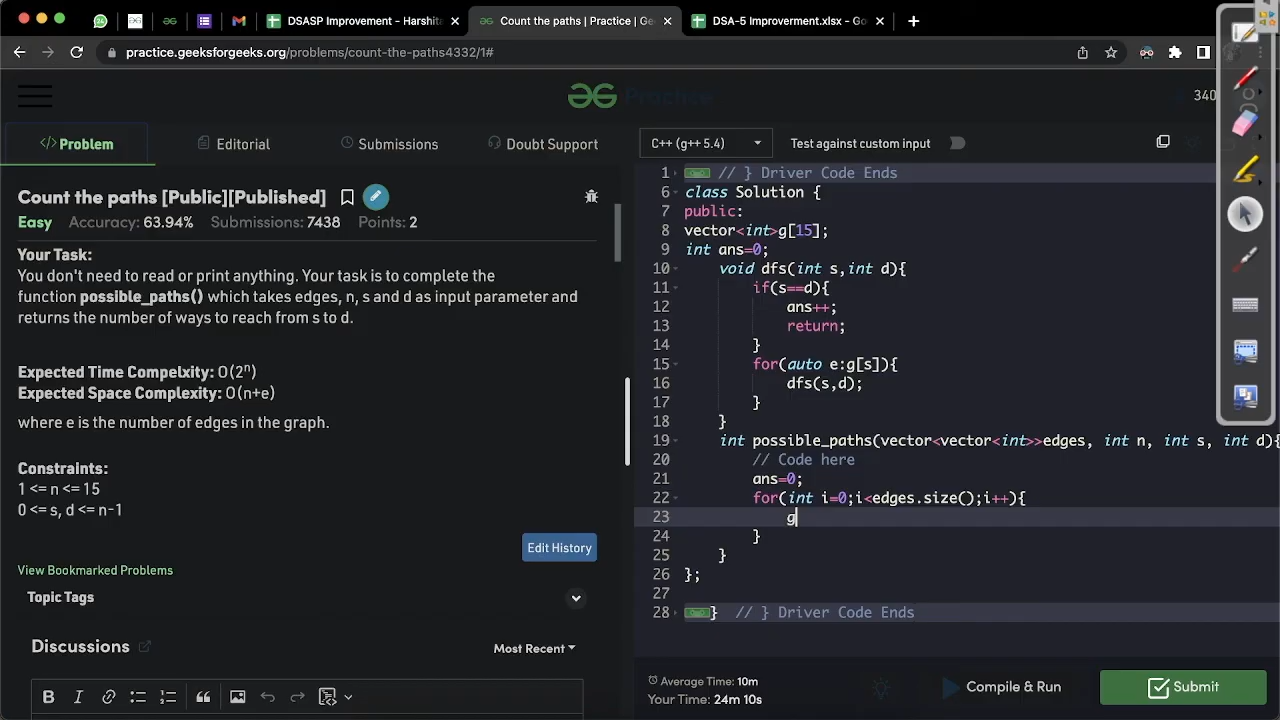 DSASP Improvement - Harshita
Count the paths | Practice | Ge
DSA-5 Improverment.xlsx - Go
practice.geeksforgeeks.org/problems/count-the-paths4332/1#
Practice
340
</> Problem
Editorial
Submissions
Doubt Support
C++ (g++ 5.4)
Test against custom input
Count the paths [Public][Published]
Easy Accuracy: 63.94% Submissions: 7438 Points: 2
Your Task:
You don't need to read or print anything. Your task is to complete the
function possible_paths() which takes edges, n, s and d as input parameter and
returns the number of ways to reach from s to d.
Expected Time Compelxity: O(2ⁿ)
Expected Space Complexity: O(n+e)
where e is the number of edges in the graph.
Constraints:
1 <= n <= 15
0 <= s, d <= n-1
Edit History
View Bookmarked Problems
Topic Tags
Discussions
Most Recent
B I
1 // } Driver Code Ends
6 class Solution {
7 public:
8 vector<int>g[15];
9 int ans=0;
10 void dfs(int s,int d){
11 if(s==d){
12 ans++;
13 return;
14 }
15 for(auto e:g[s]){
16 dfs(s,d);
17 }
18 }
19 int possible_paths(vector<vector<int>>edges, int n, int s, int d){
20 // Code here
21 ans=0;
22 for(int i=0;i<edges.size();i++){
23 g
24 }
25 }
26 };
27
28 } // } Driver Code Ends
Average Time: 10m
Your Time: 24m 10s
Compile & Run
Submit